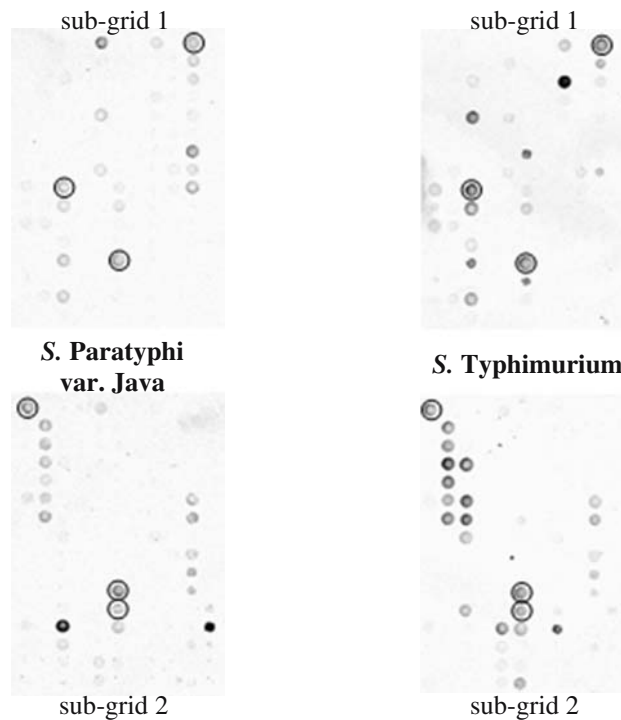 sub-grid 1
sub-grid 1
S. Paratyphi
var. Java
S. Typhimurium
sub-grid 2
sub-grid 2